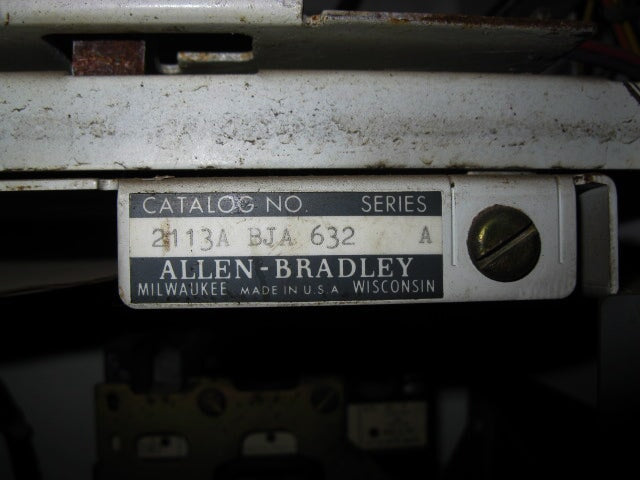 CATALOG NO. SERIES
2113A BJA 632 A
ALLEN-BRADLEY
MILWAUKEE MADE IN U.S.A. WISCONSIN